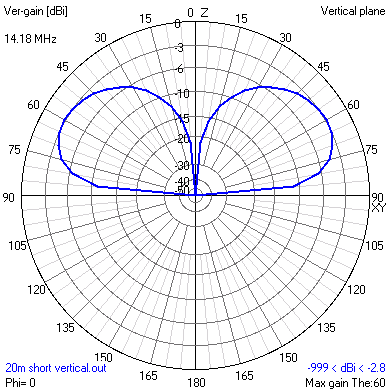 Ver-gain [dBi]
0 Z
Vertical plane
14.18 MHz
15 15
30 30
45 45
60 60
75 75
90 90
XY
105 105
120 120
135 135
150 150
165 165
180
0
-3
-6
-10
-15
-20
-30
-40
-50
20m short vertical.out
-999 < dBi < -2.8
Phi= 0
Max gain The:60